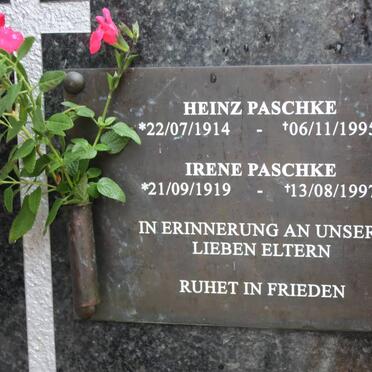 HEINZ PASCHKE
*22/07/1914 - †06/11/1995
IRENE PASCHKE
*21/09/1919 - †13/08/1997
IN ERINNERUNG AN UNSER
LIEBEN ELTERN
RUHET IN FRIEDEN